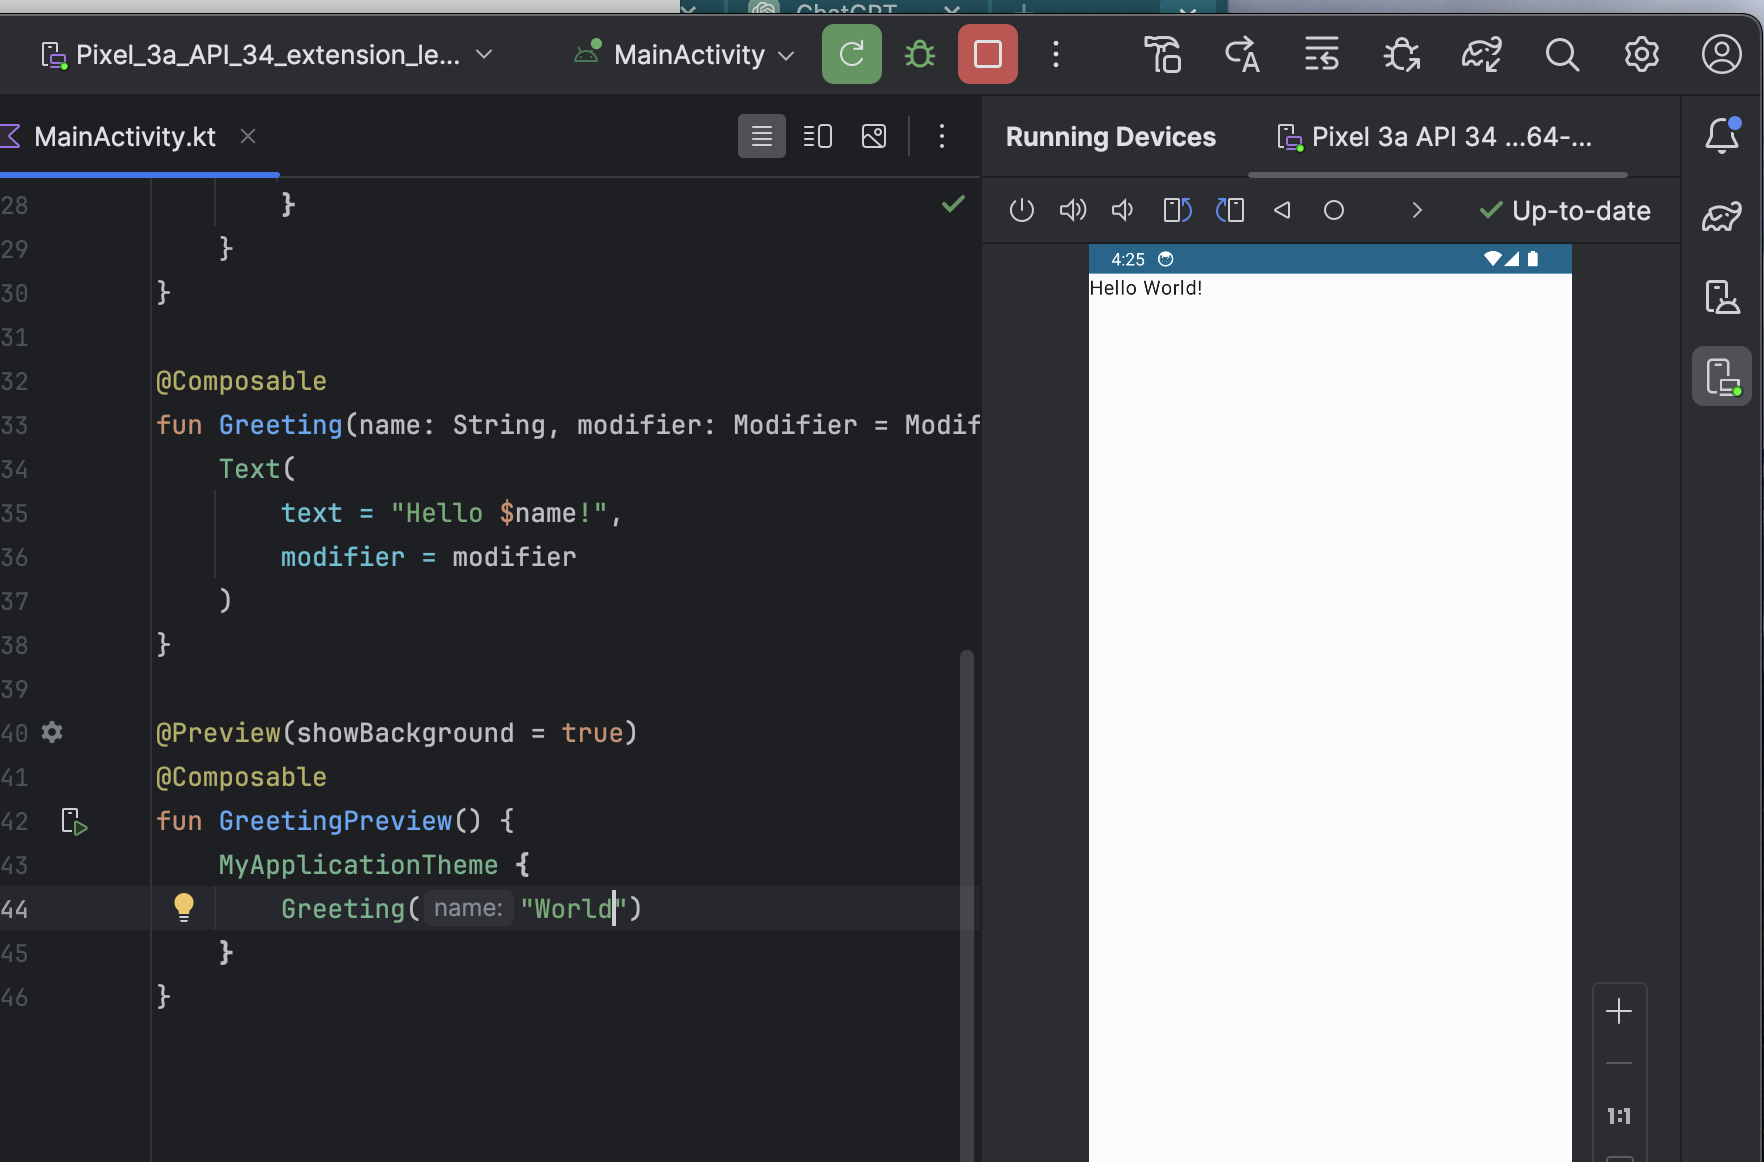 ChatGPT
Pixel_3a_API_34_extension_le...
MainActivity
MainActivity.kt
Running Devices
Pixel 3a API 34 ...64-...
Up-to-date
28 }
29 }
30 }
31
32 @Composable
33 fun Greeting(name: String, modifier: Modifier = Modif
34 Text(
35 text = "Hello $name!",
36 modifier = modifier
37 )
38 }
39
40 @Preview(showBackground = true)
41 @Composable
42 fun GreetingPreview() {
43 MyApplicationTheme {
44 Greeting( name: "World")
45 }
46 }
4:25
Hello World!
1:1